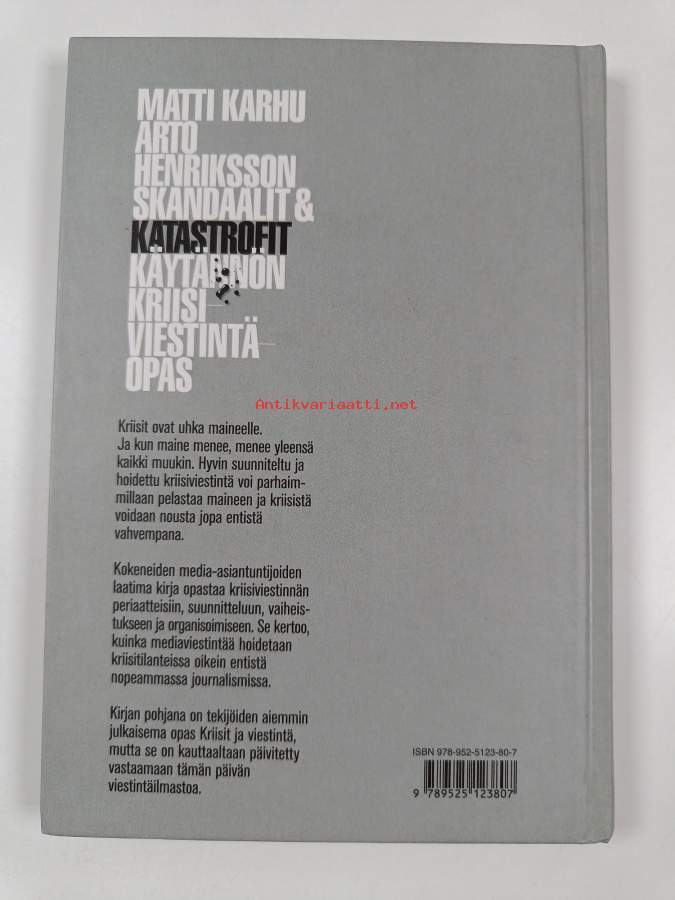 MATTI KARHU
ARTO
HENRIKSSON
SKANDAALIT &
KATASTROFIT
KÄYTÄNNÖN
KRIISI–
VIESTINTÄ–
OPAS
Antikvariaatti.net
Kriisit ovat uhka maineelle.
Ja kun maine menee, menee yleensä
kaikki muukin. Hyvin suunniteltu ja
hoidettu kriisiviestintä voi parhaim-
millaan pelastaa maineen ja kriisistä
voidaan nousta jopa entistä
vahvempana.
Kokeneiden media-asiantuntijoiden
laatima kirja opastaa kriisiviestinnän
periaatteisiin, suunnitteluun, vaiheis-
tukseen ja organisoimiseen. Se kertoo,
kuinka mediaviestintää hoidetaan
kriisitilanteissa oikein entistä
nopeammassa journalismissa.
Kirjan pohjana on tekijöiden aiemmin
julkaisema opas Kriisit ja viestintä,
mutta se on kauttaaltaan päivitetty
vastaamaan tämän päivän
viestintäilmastoa.
ISBN 978-952-5123-80-7
9 789525 123807